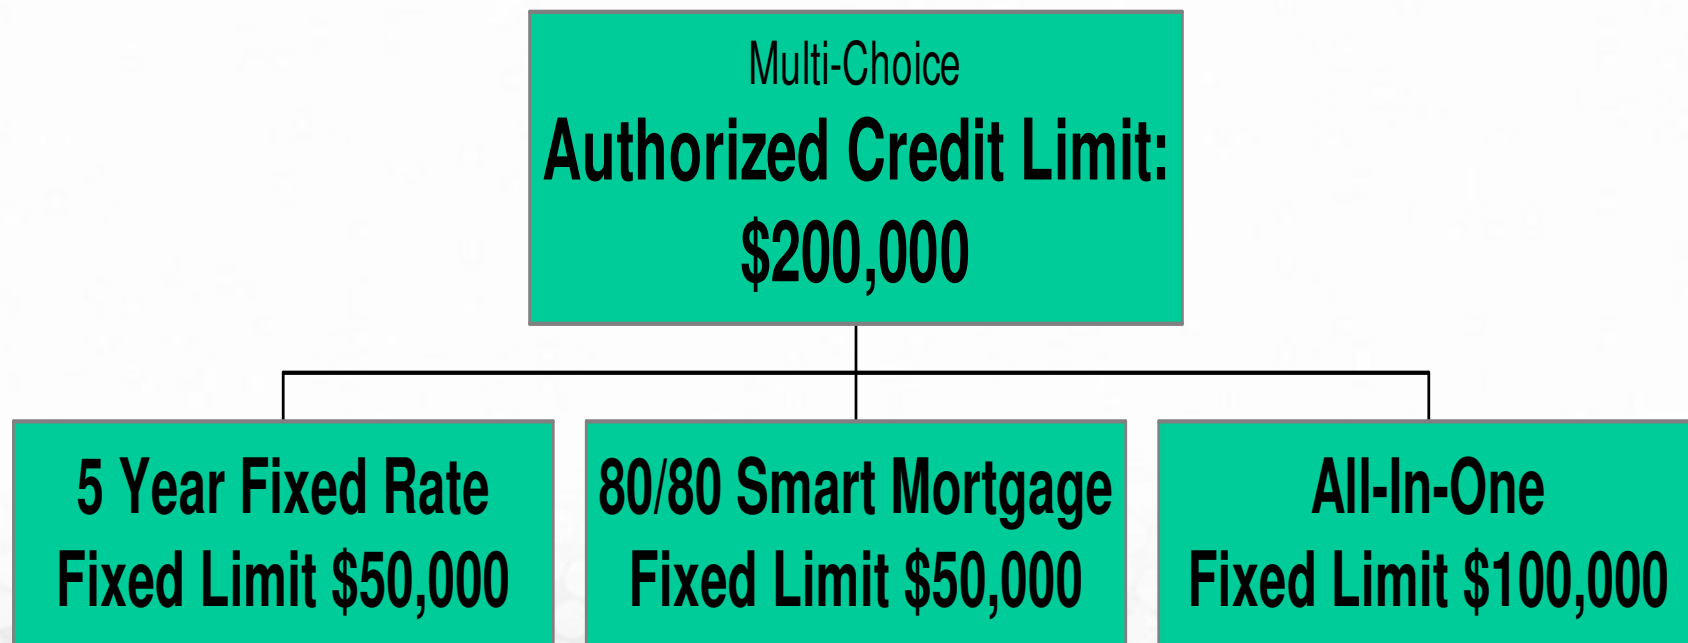 Multi-Choice
Authorized Credit Limit:
$200,000
5 Year Fixed Rate
Fixed Limit $50,000
80/80 Smart Mortgage
Fixed Limit $50,000
All-In-One
Fixed Limit $100,000